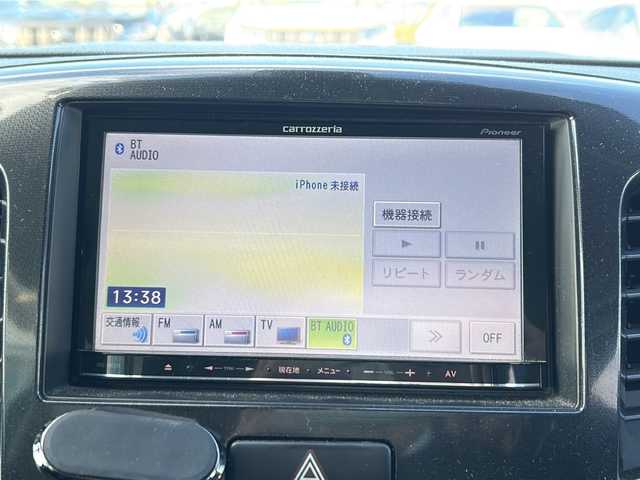 carrozzeria Pioneer
BT
AUDIO
iPhone 未接続
機器接続
リピート ランダム
13:38
交通情報 FM AM TV BT AUDIO OFF
現在地 メニュー VOL AV